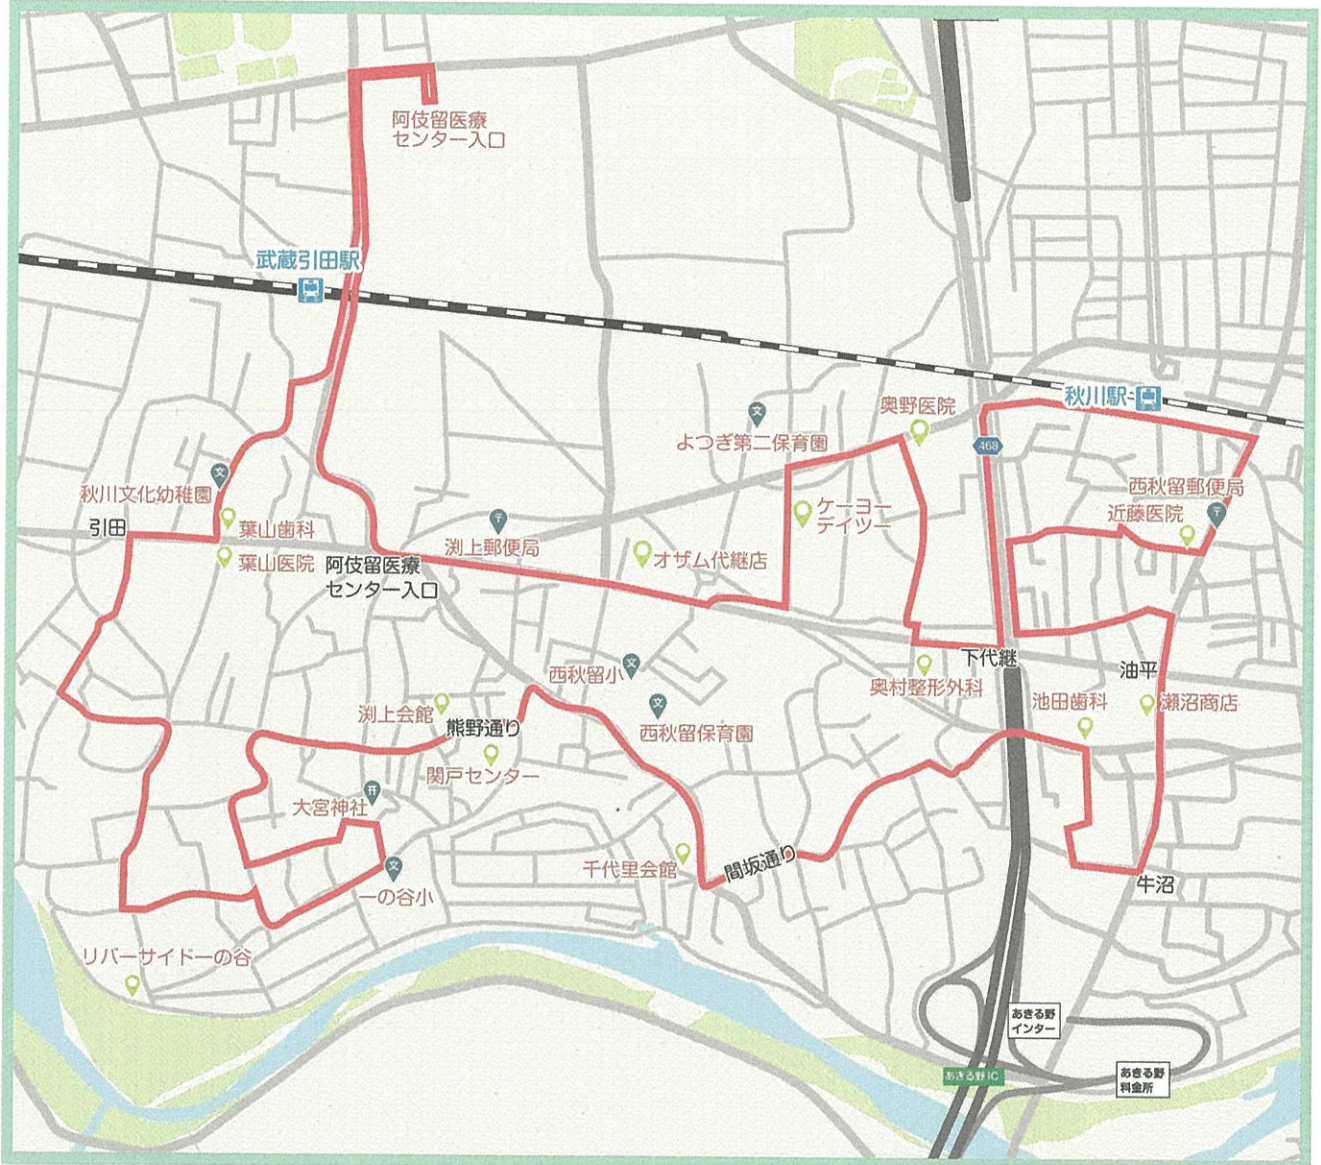 阿伎留医療
センター入口
武蔵引田駅
秋川駅
奥野医院
468
よつぎ第二保育園
文
文
秋川文化幼稚園
西秋留郵便局
近藤医院
〒
ケーヨー
デイツー
引田
葉山歯科
〒
渕上郵便局
葉山医院
阿伎留医療
センター入口
オザム代継店
西秋留小
文
下代継
油平
奥村整形外科
池田歯科
瀬沼商店
渕上会館
熊野通り
文
西秋留保育園
関戸センター
大宮神社
千代里会館
間坂通り
文
一の谷小
牛沼
リバーサイド一の谷
あきる野
インター
あきる野IC
あきる野
料金所